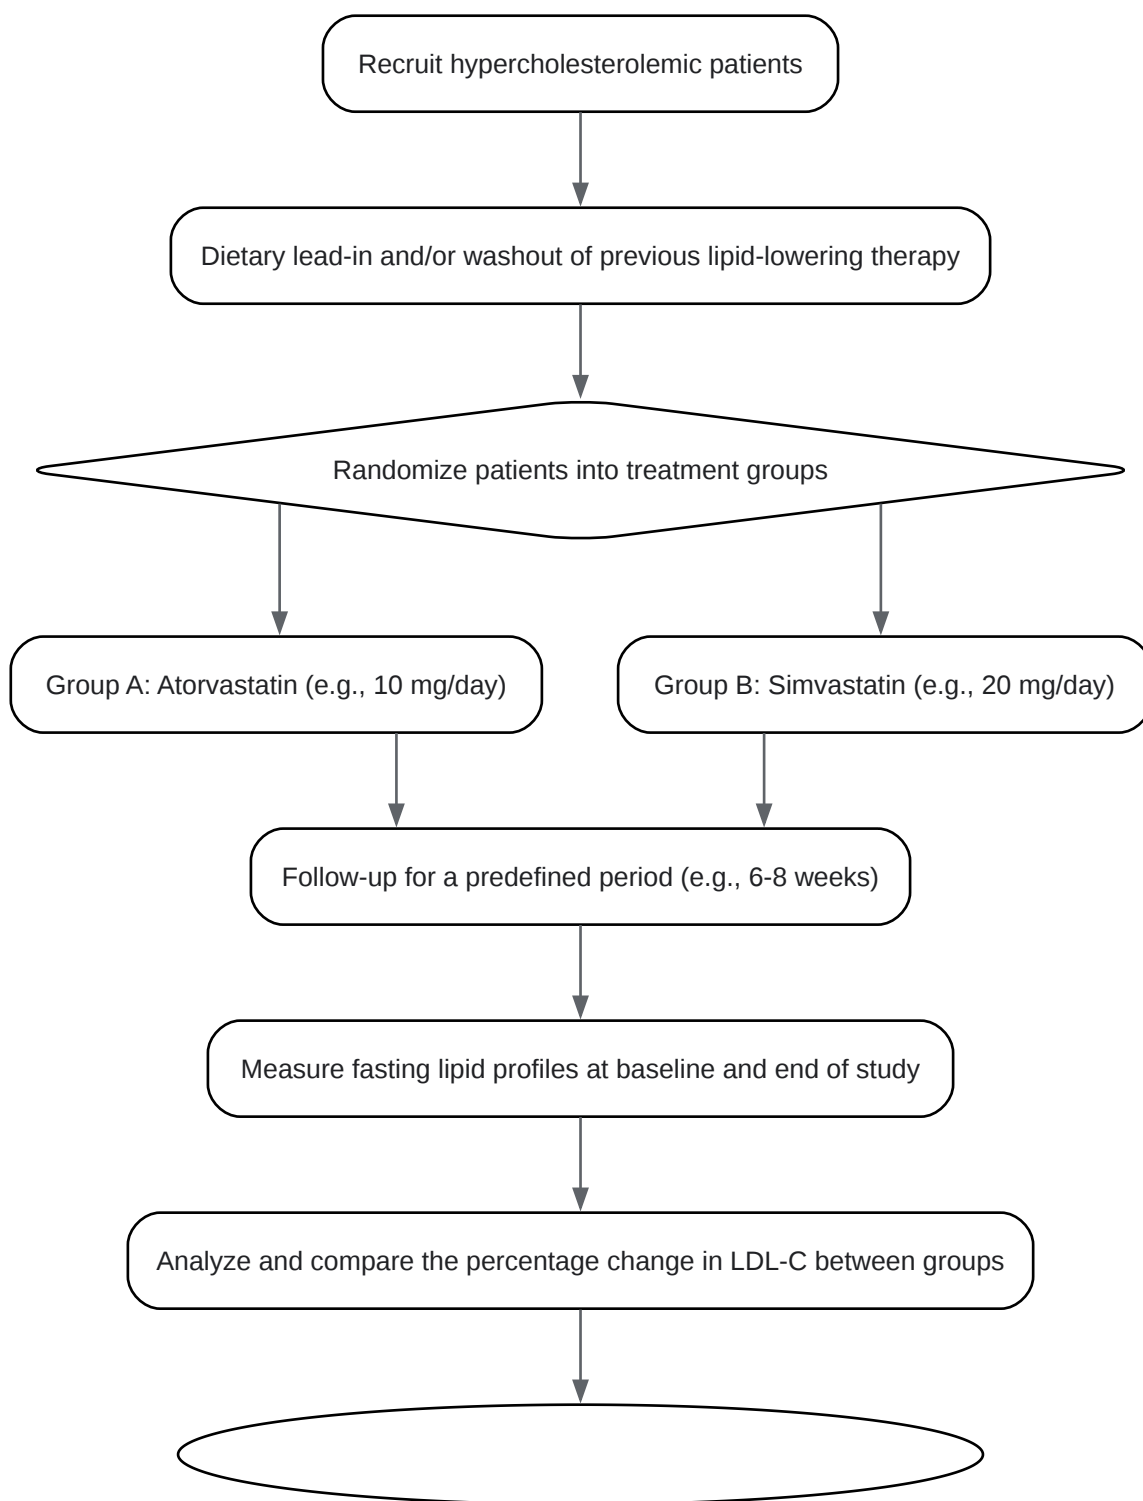 Recruit hypercholesterolemic patients
Dietary lead-in and/or washout of previous lipid-lowering therapy
Randomize patients into treatment groups
Group A: Atorvastatin (e.g., 10 mg/day)
Group B: Simvastatin (e.g., 20 mg/day)
Follow-up for a predefined period (e.g., 6-8 weeks)
Measure fasting lipid profiles at baseline and end of study
Analyze and compare the percentage change in LDL-C between groups